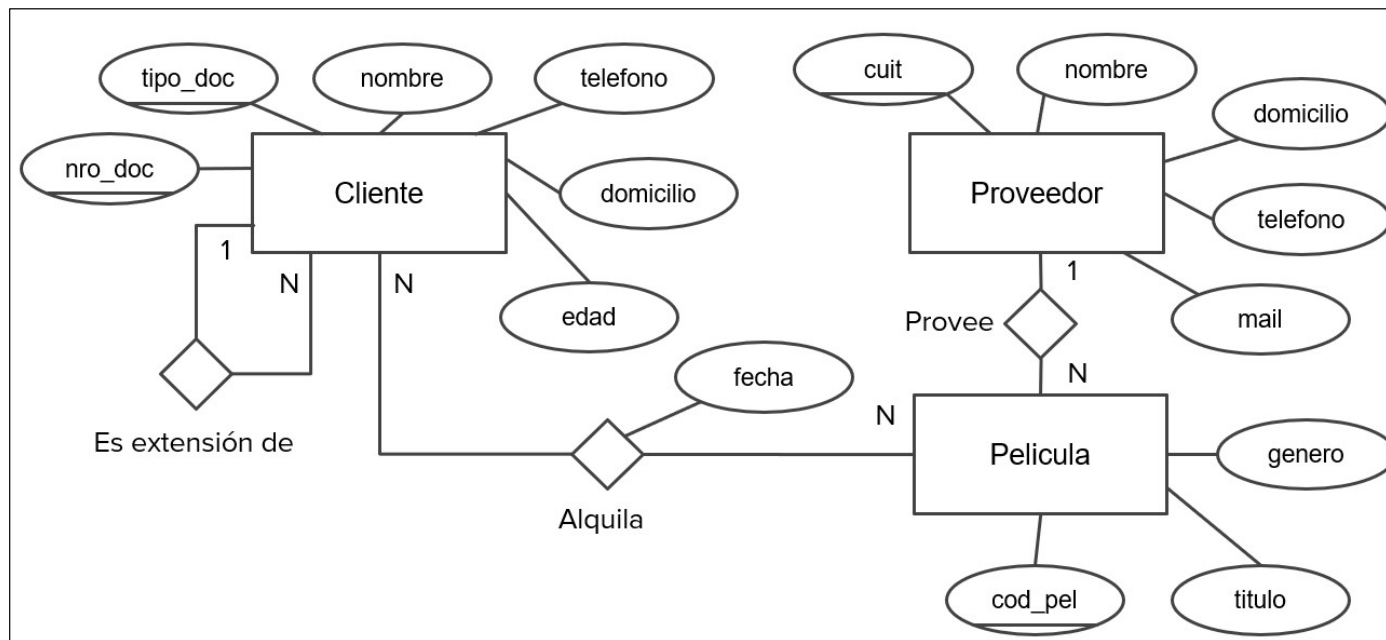 tipo_doc
nombre
telefono
nro_doc
Cliente
domicilio
edad
1
N
N
Es extensión de
cuit
nombre
domicilio
Proveedor
telefono
mail
1
Provee
N
fecha
N
Alquila
Pelicula
genero
cod_pel
titulo